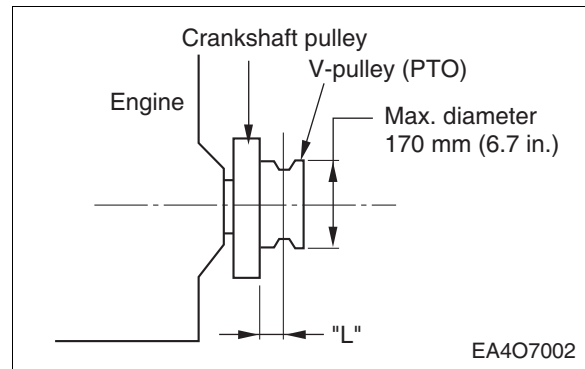 Crankshaft pulley
V-pulley (PTO)
Engine
Max. diameter
170 mm (6.7 in.)
"L"
EA4O7002